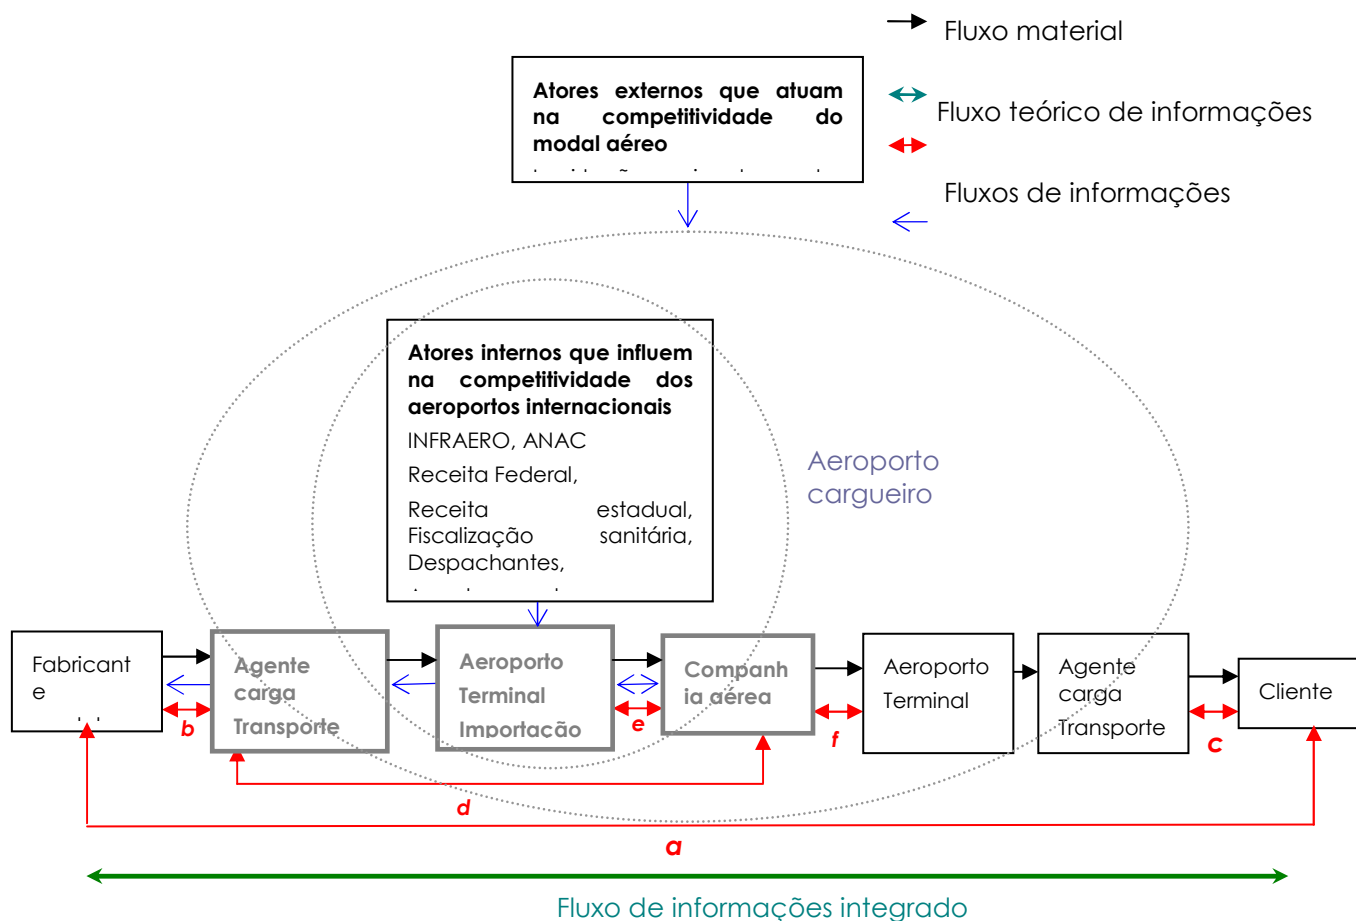 Fluxo material
Atores externos que atuam
na competitividade do
modal aéreo
Fluxo teórico de informações
Fluxos de informações
Atores internos que influem
na competitividade dos
aeroportos internacionais
INFRAERO, ANAC
Receita Federal,
Receita estadual,
Fiscalização sanitária,
Despachantes,
Aeroporto
cargueiro
Fabricant
e
Agente
carga
Transporte
Aeroporto
Terminal
Importação
Companh
ia aérea
Aeroporto
Terminal
Agente
carga
Transporte
Cliente
b
e
f
c
d
a
Fluxo de informações integrado